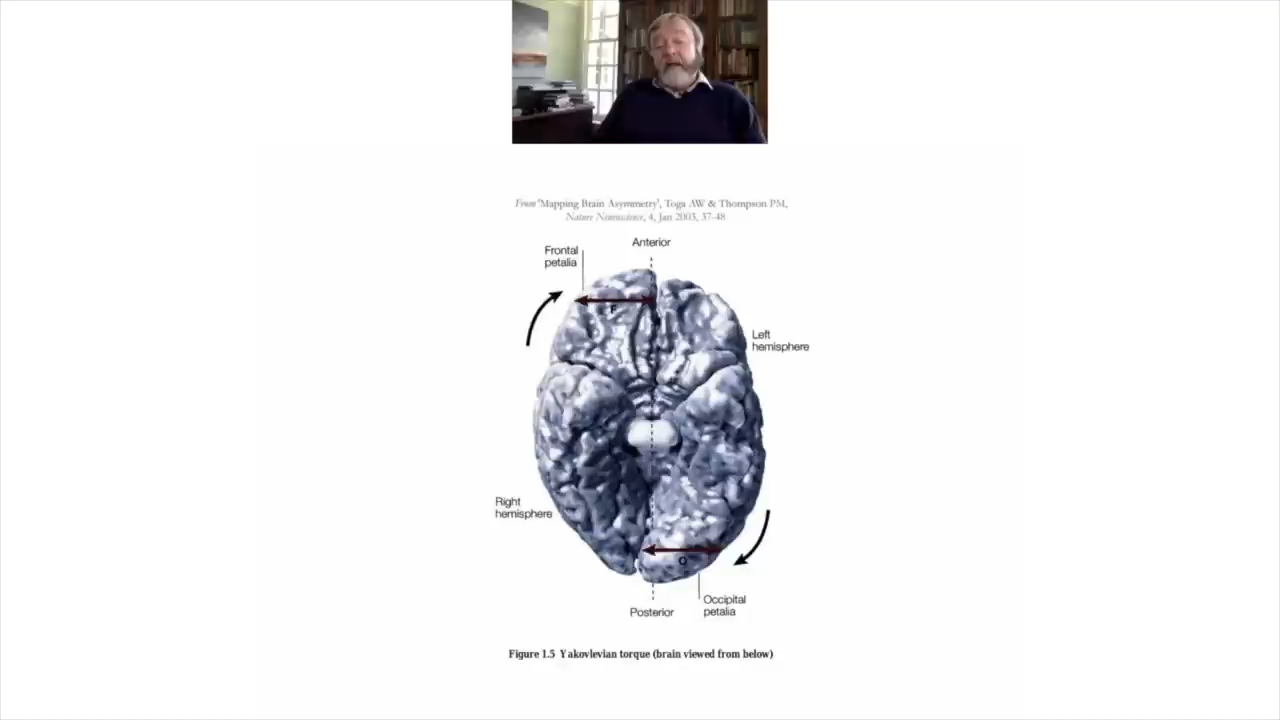 From 'Mapping Brain Asymmetry', Toga AW & Thompson PM,
Nature Neuroscience, 4, Jan 2003, 37-48
Anterior
Frontal
petalia
F
Left
hemisphere
Right
hemisphere
O
Occipital
petalia
Posterior
Figure 1.5 Yakovlevian torque (brain viewed from below)